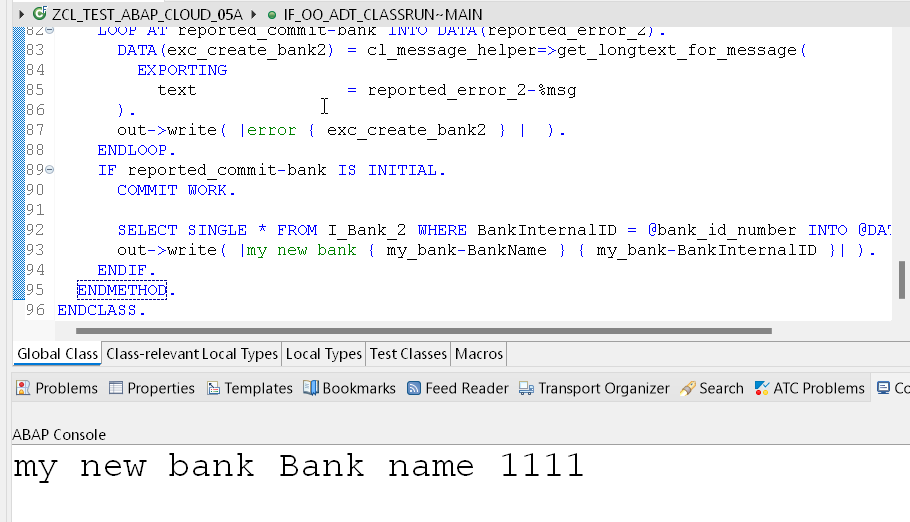 ZCL_TEST_ABAP_CLOUD_05A IF_OO_ADT_CLASSRUN~MAIN
82 LOOP AT reported_commit-bank INTO DATA(reported_error_2).
83 DATA(exc_create_bank2) = cl_message_helper=>get_longtext_for_message(
84 EXPORTING
85 text = reported_error_2-%msg
86 ).
87 out->write( |error { exc_create_bank2 } | ).
88 ENDLOOP.
89 IF reported_commit-bank IS INITIAL.
90 COMMIT WORK.
91
92 SELECT SINGLE * FROM I_Bank_2 WHERE BankInternalID = @bank_id_number INTO @DAT
93 out->write( |my new bank { my_bank-BankName } { my_bank-BankInternalID }| ).
94 ENDIF.
95 ENDMETHOD.
96 ENDCLASS.
Global Class Class-relevant Local Types Local Types Test Classes Macros
Problems Properties Templates Bookmarks Feed Reader Transport Organizer Search ATC Problems Co
ABAP Console
my new bank Bank name 1111